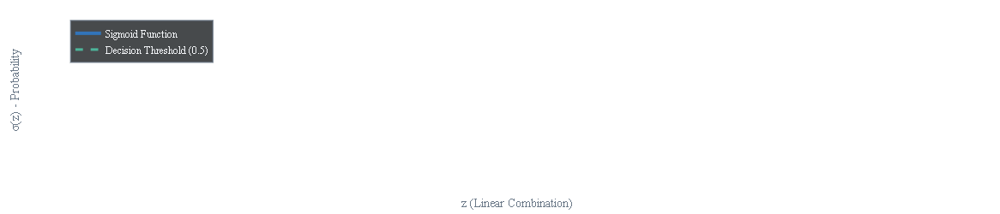 Sigmoid Function
Decision Threshold (0.5)
σ(z) - Probability
z (Linear Combination)